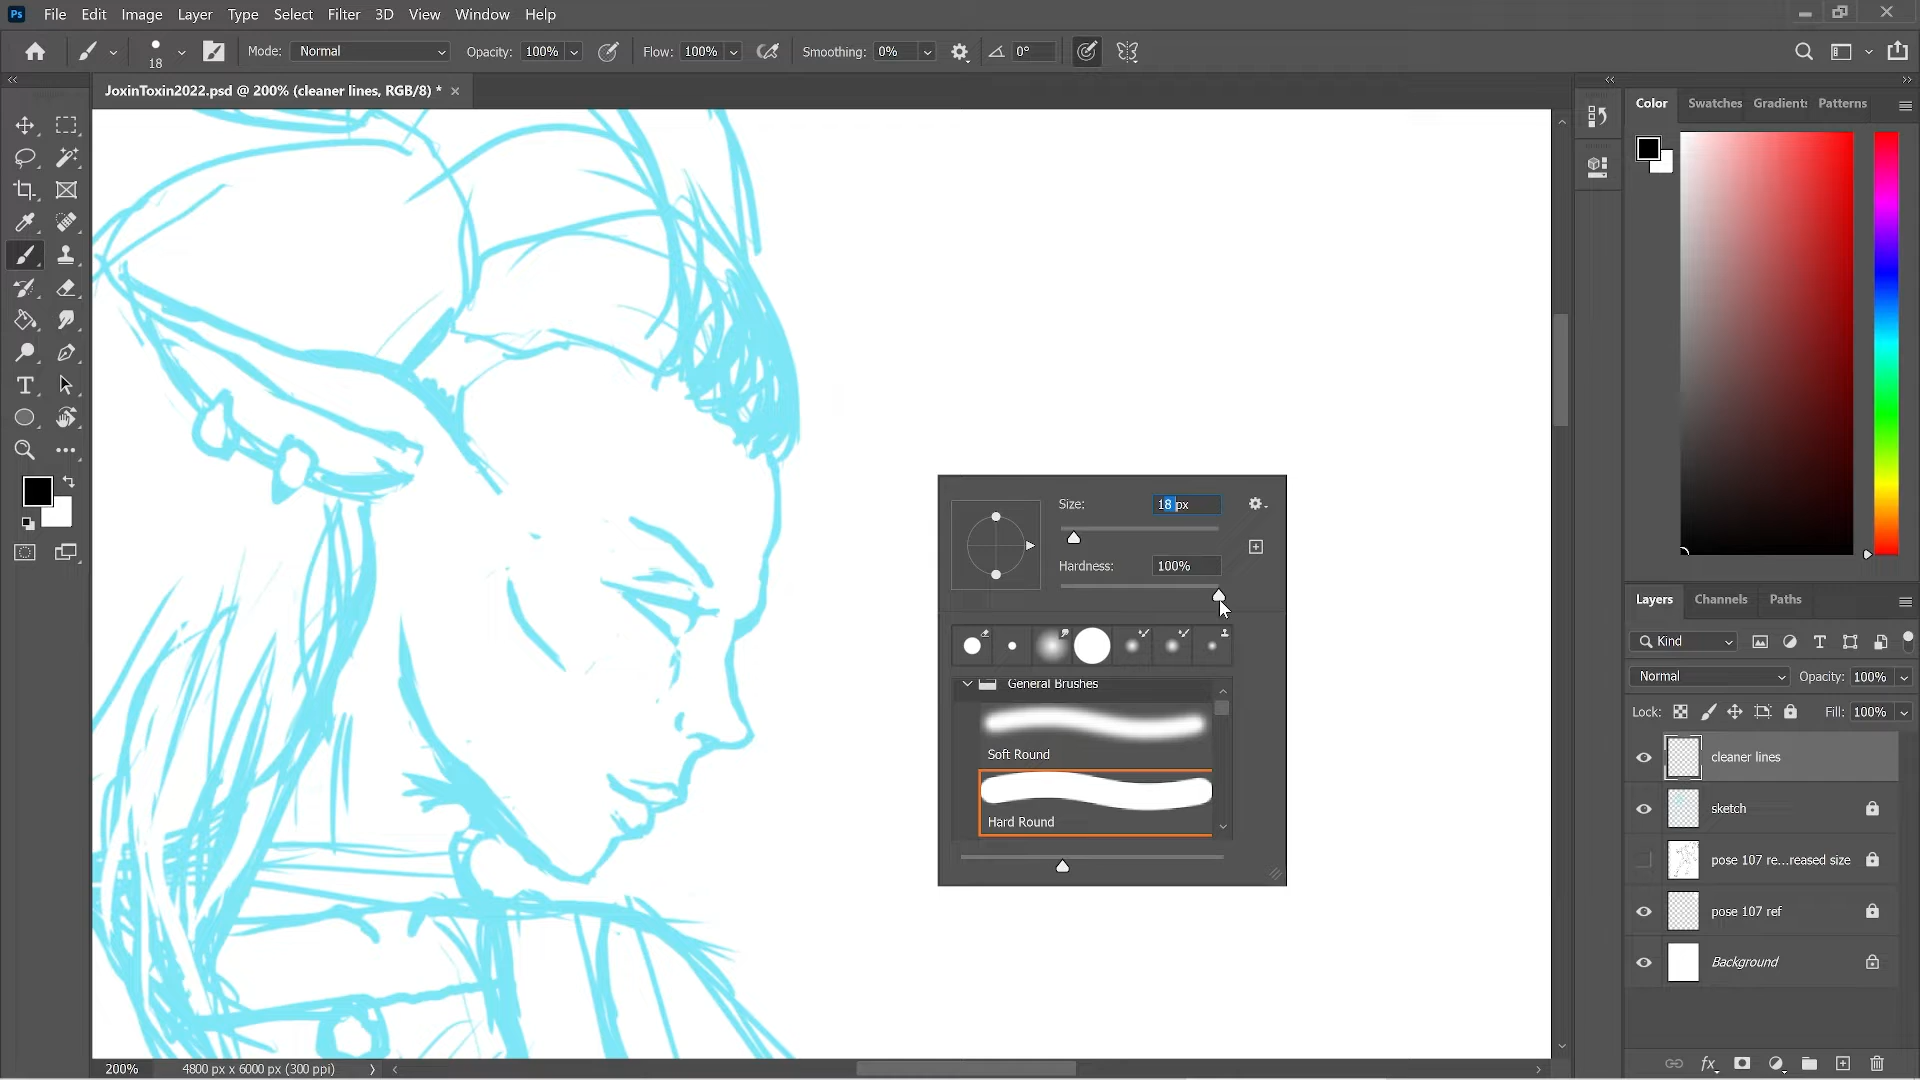 Ps File Edit Image Layer Type Select Filter 3D View Window Help
18 Mode: Normal Opacity: 100% Flow: 100% Smoothing: 0% 0°
JoxinToxin2022.psd @ 200% (cleaner lines, RGB/8) *
Color Swatches Gradients Patterns
Size: 18 px
Hardness: 100%
General Brushes
Soft Round
Hard Round
Layers Channels Paths
Kind
Normal Opacity: 100%
Lock: Fill: 100%
cleaner lines
sketch
pose 107 re...reased size
pose 107 ref
Background
fx
200% 4800 px x 6000 px (300 ppi)